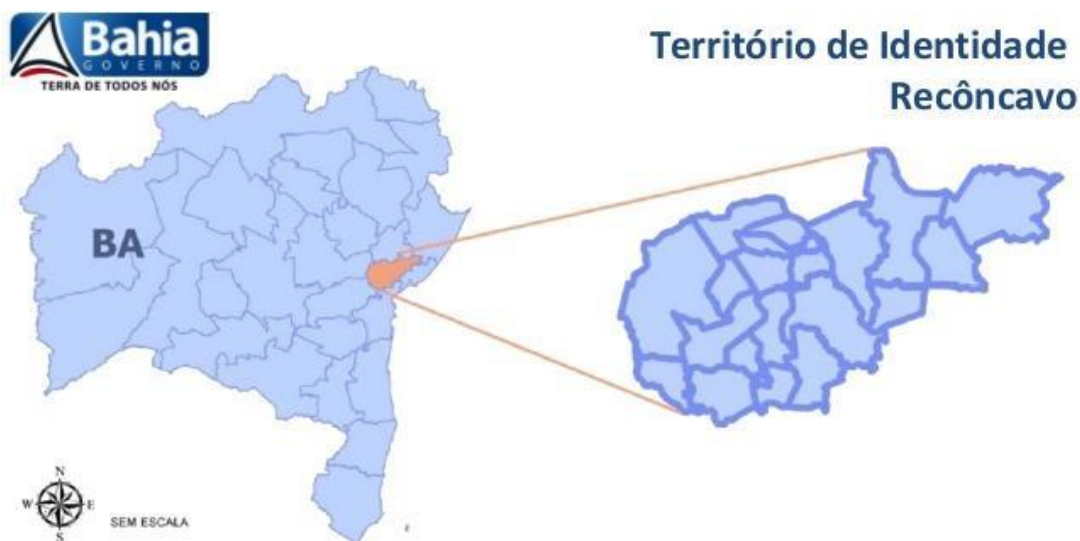 Bahia
GOVERNO
TERRA DE TODOS NÓS
Território de Identidade
Recôncavo
BA
N
W
E
S
SEM ESCALA